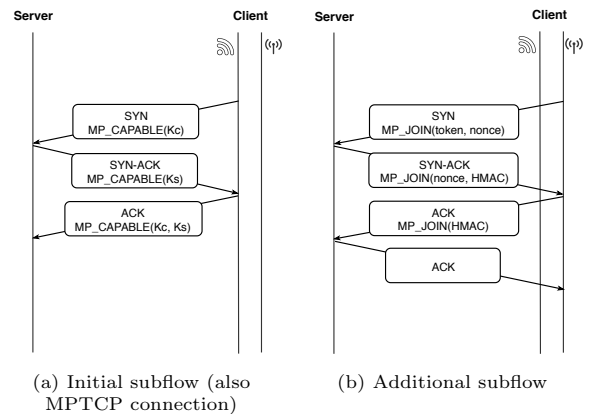 Server
Client
SYN
MP_CAPABLE(Kc)
SYN-ACK
MP_CAPABLE(Ks)
ACK
MP_CAPABLE(Kc, Ks)
(a) Initial subflow (also
MPTCP connection)
Server
Client
SYN
MP_JOIN(token, nonce)
SYN-ACK
MP_JOIN(nonce, HMAC)
ACK
MP_JOIN(HMAC)
ACK
(b) Additional subflow